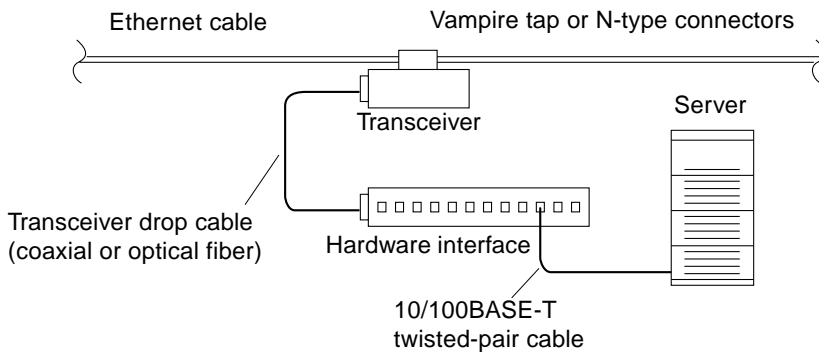 Ethernet cable
Vampire tap or N-type connectors
Transceiver
Server
Transceiver drop cable
(coaxial or optical fiber)
Hardware interface
10/100BASE-T
twisted-pair cable